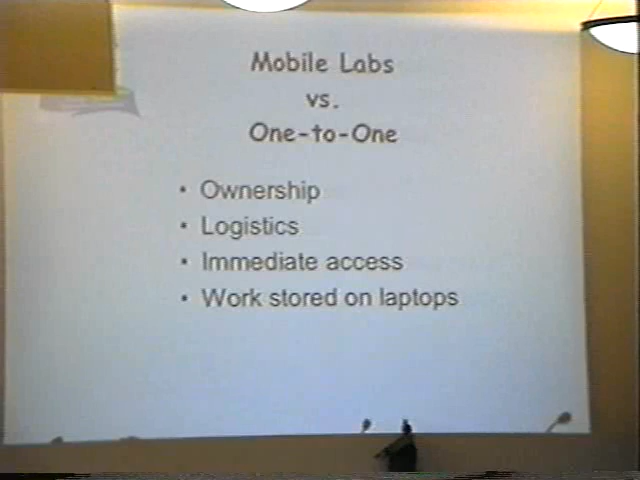 Mobile Labs
vs.
One-to-One
• Ownership
• Logistics
• Immediate access
• Work stored on laptops